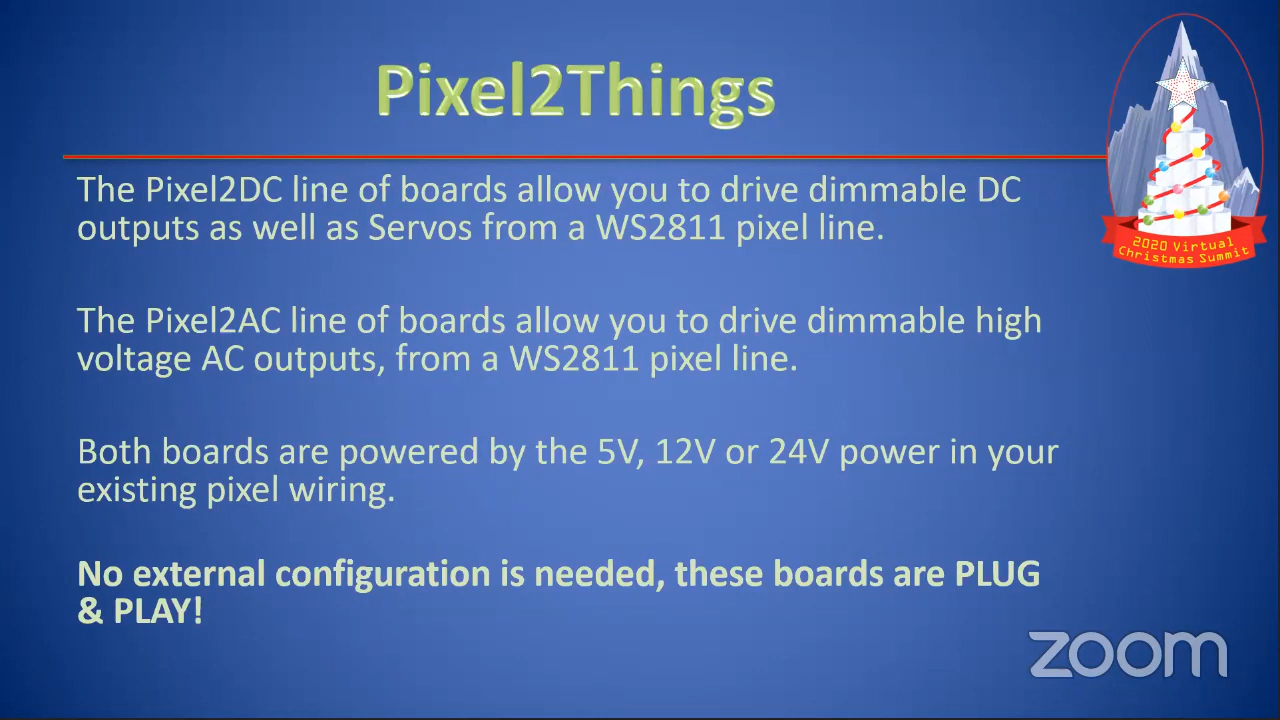 Pixel2Things
The Pixel2DC line of boards allow you to drive dimmable DC
outputs as well as Servos from a WS2811 pixel line.
The Pixel2AC line of boards allow you to drive dimmable high
voltage AC outputs, from a WS2811 pixel line.
Both boards are powered by the 5V, 12V or 24V power in your
existing pixel wiring.
No external configuration is needed, these boards are PLUG
& PLAY!
2020 Virtual
Christmas Summit
zoom